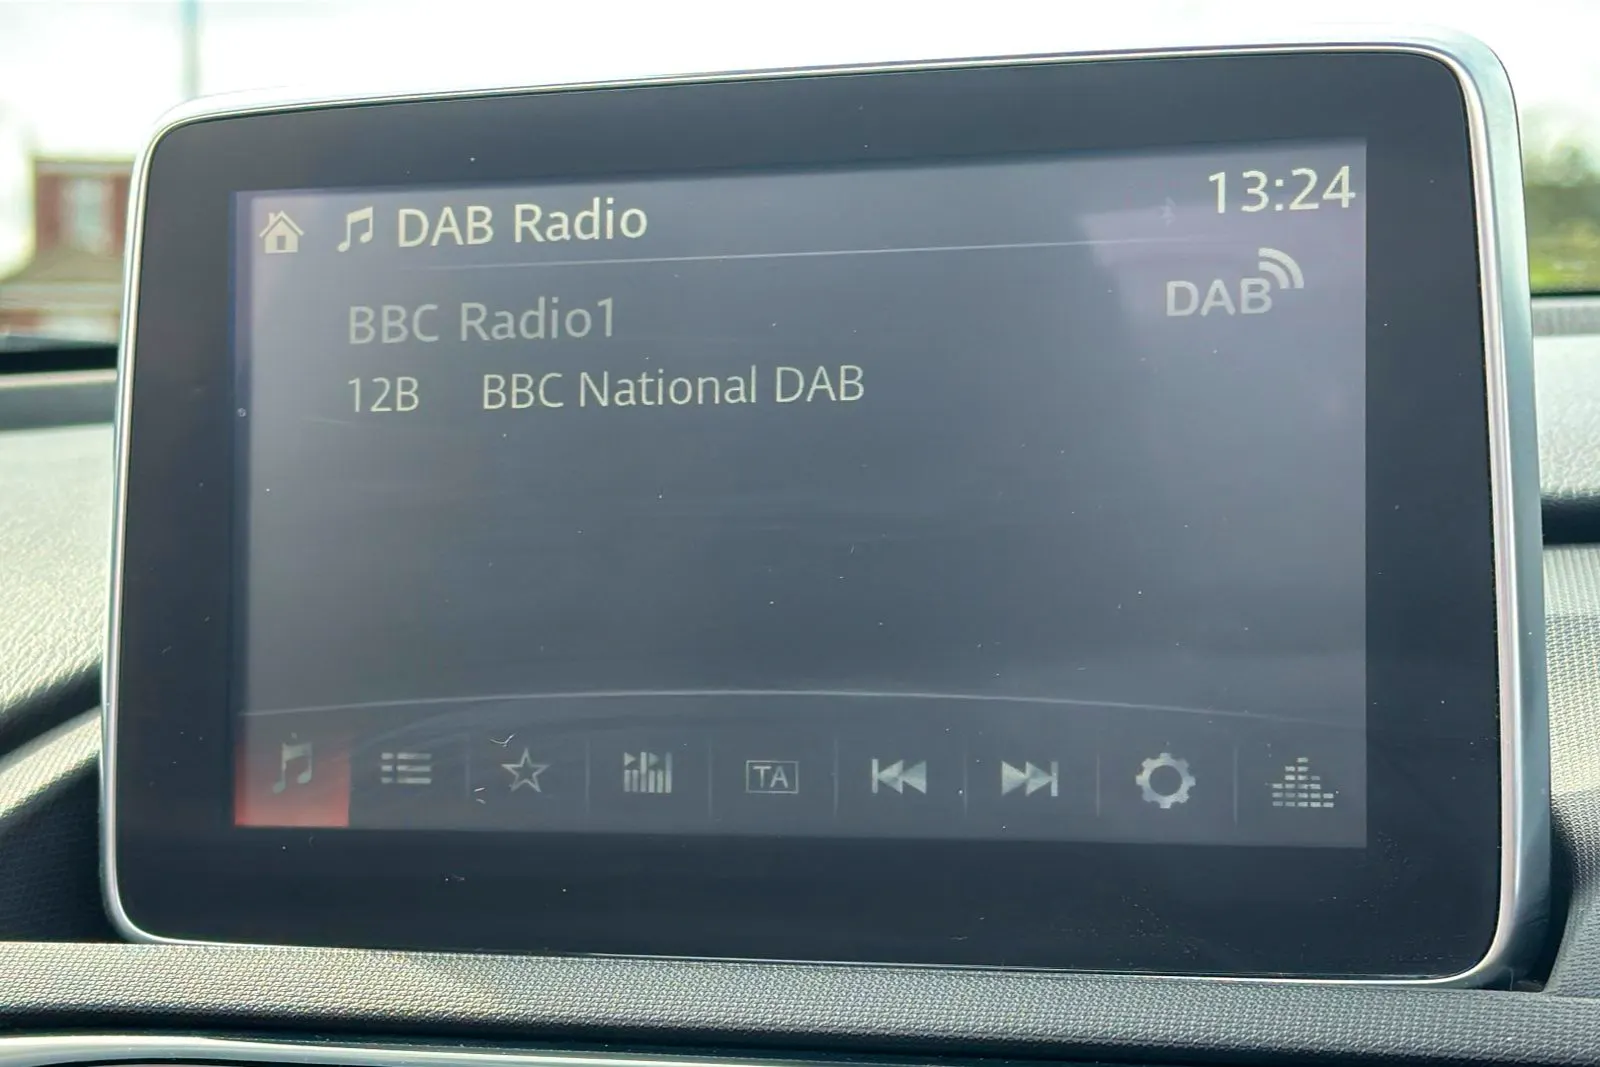 DAB Radio
13:24
DAB
BBC Radio1
12B BBC National DAB
TA